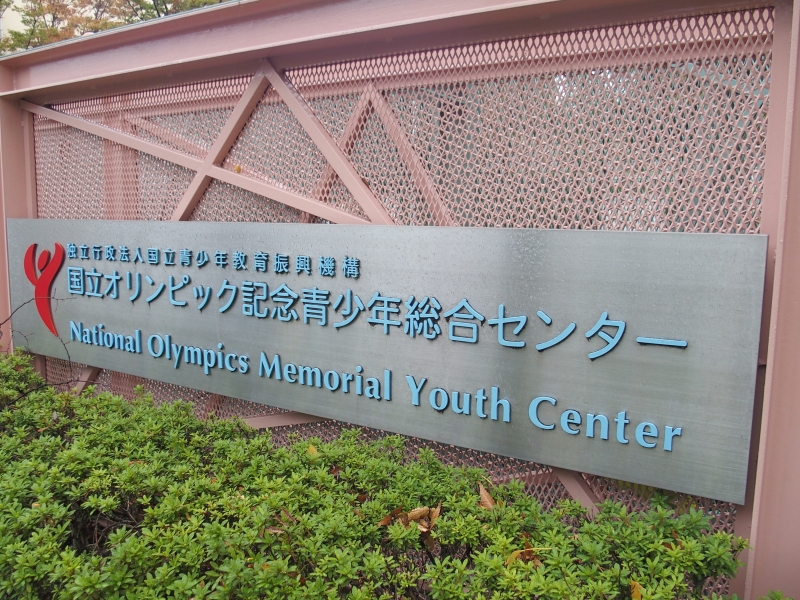 独立行政法人国立青少年教育振興機構
国立オリンピック記念青少年総合センター
National Olympics Memorial Youth Center